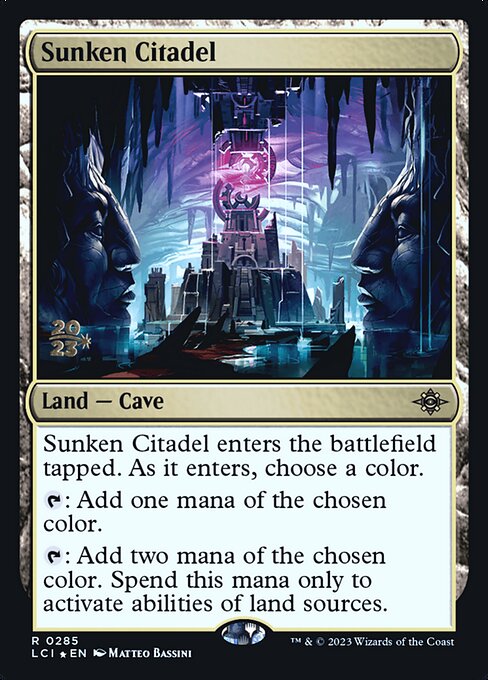 Sunken Citadel
20
23
Land — Cave
Sunken Citadel enters the battlefield
tapped. As it enters, choose a color.
: Add one mana of the chosen
color.
: Add two mana of the chosen
color. Spend this mana only to
activate abilities of land sources.
R 0285
LCI ★ EN Matteo Bassini
™ & © 2023 Wizards of the Coast